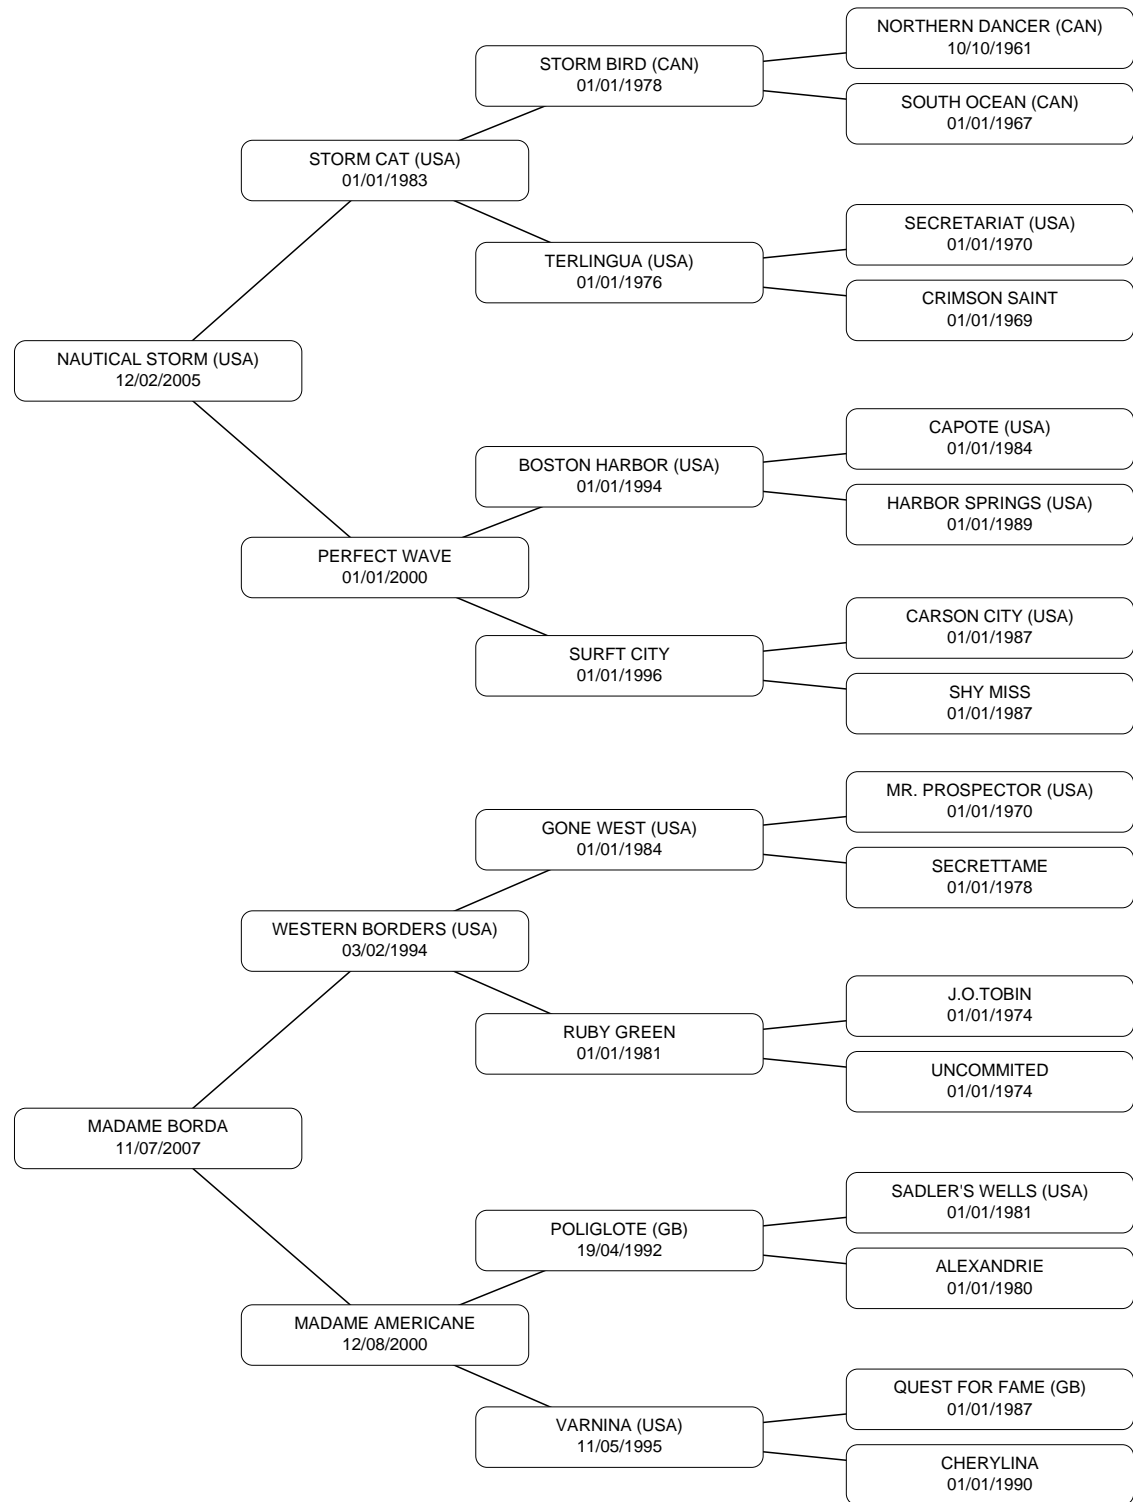 NORTHERN DANCER (CAN)
10/10/1961
STORM BIRD (CAN)
01/01/1978
SOUTH OCEAN (CAN)
01/01/1967
STORM CAT (USA)
01/01/1983
SECRETARIAT (USA)
01/01/1970
TERLINGUA (USA)
01/01/1976
CRIMSON SAINT
01/01/1969
NAUTICAL STORM (USA)
12/02/2005
CAPOTE (USA)
01/01/1984
BOSTON HARBOR (USA)
01/01/1994
HARBOR SPRINGS (USA)
01/01/1989
PERFECT WAVE
01/01/2000
CARSON CITY (USA)
01/01/1987
SURFT CITY
01/01/1996
SHY MISS
01/01/1987
MR. PROSPECTOR (USA)
01/01/1970
GONE WEST (USA)
01/01/1984
SECRETTAME
01/01/1978
WESTERN BORDERS (USA)
03/02/1994
J.O.TOBIN
01/01/1974
RUBY GREEN
01/01/1981
UNCOMMITED
01/01/1974
MADAME BORDA
11/07/2007
SADLER'S WELLS (USA)
01/01/1981
POLIGLOTE (GB)
19/04/1992
ALEXANDRIE
01/01/1980
MADAME AMERICANE
12/08/2000
QUEST FOR FAME (GB)
01/01/1987
VARNINA (USA)
11/05/1995
CHERYLINA
01/01/1990